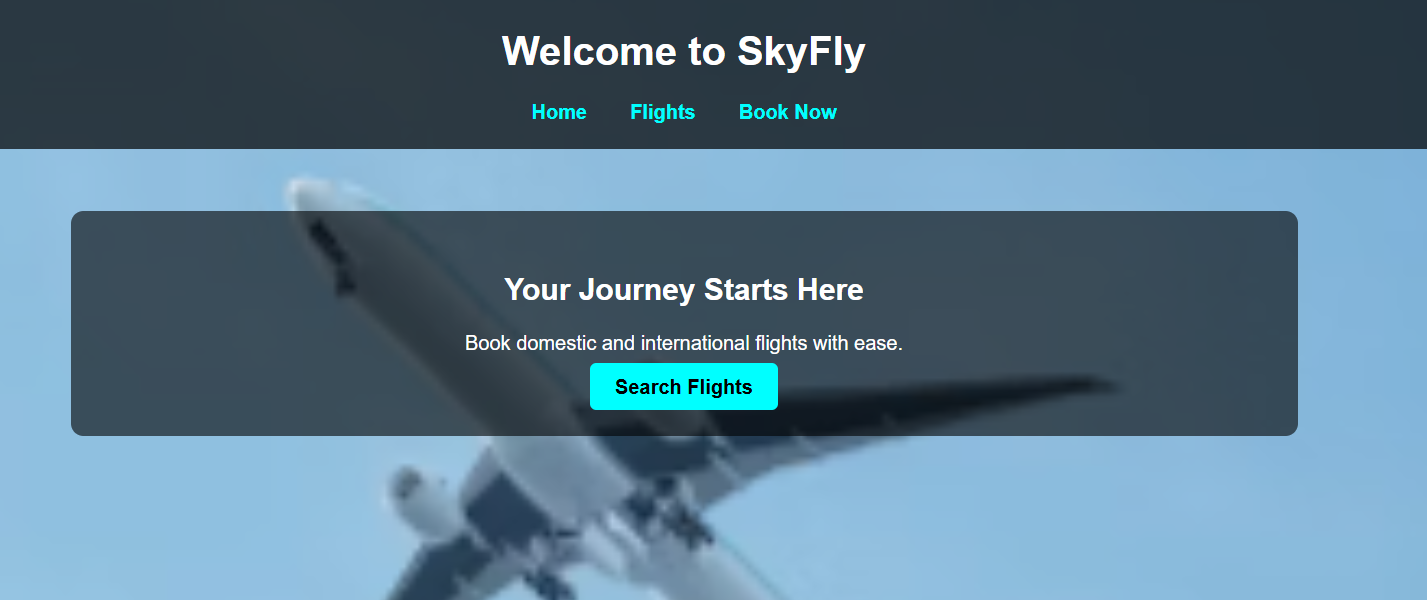 Welcome to SkyFly
Home Flights Book Now
Your Journey Starts Here
Book domestic and international flights with ease.
Search Flights